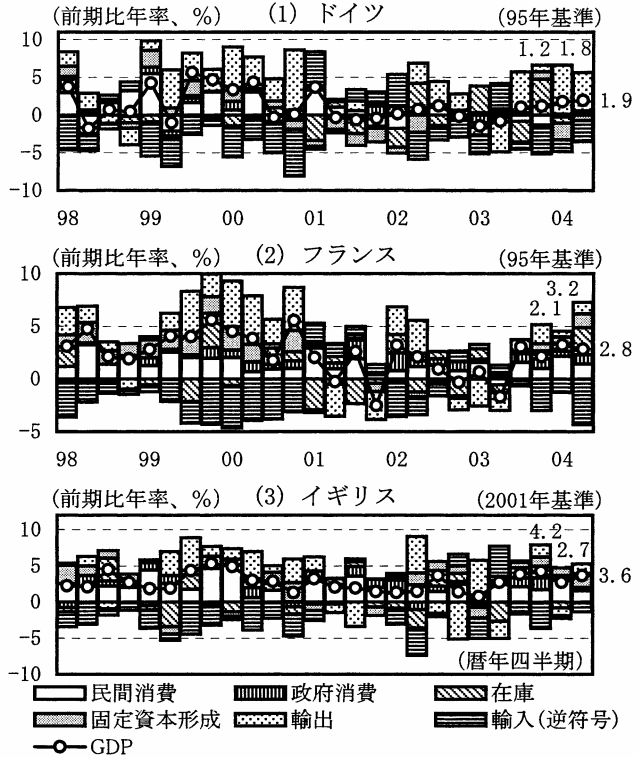 (前期比年率、%) (1) ドイツ (95年基準)
10
5
0
-5
-10
1.2 1.8
1.9
98 99 00 01 02 03 04
(前期比年率、%) (2) フランス (95年基準)
10
5
0
-5
3.2
2.1
2.8
98 99 00 01 02 03 04
(前期比年率、%) (3) イギリス (2001年基準)
10
5
0
-5
-10
4.2
2.7
3.6
(暦年四半期)
民間消費 政府消費 在庫
固定資本形成 輸出 輸入(逆符号)
GDP